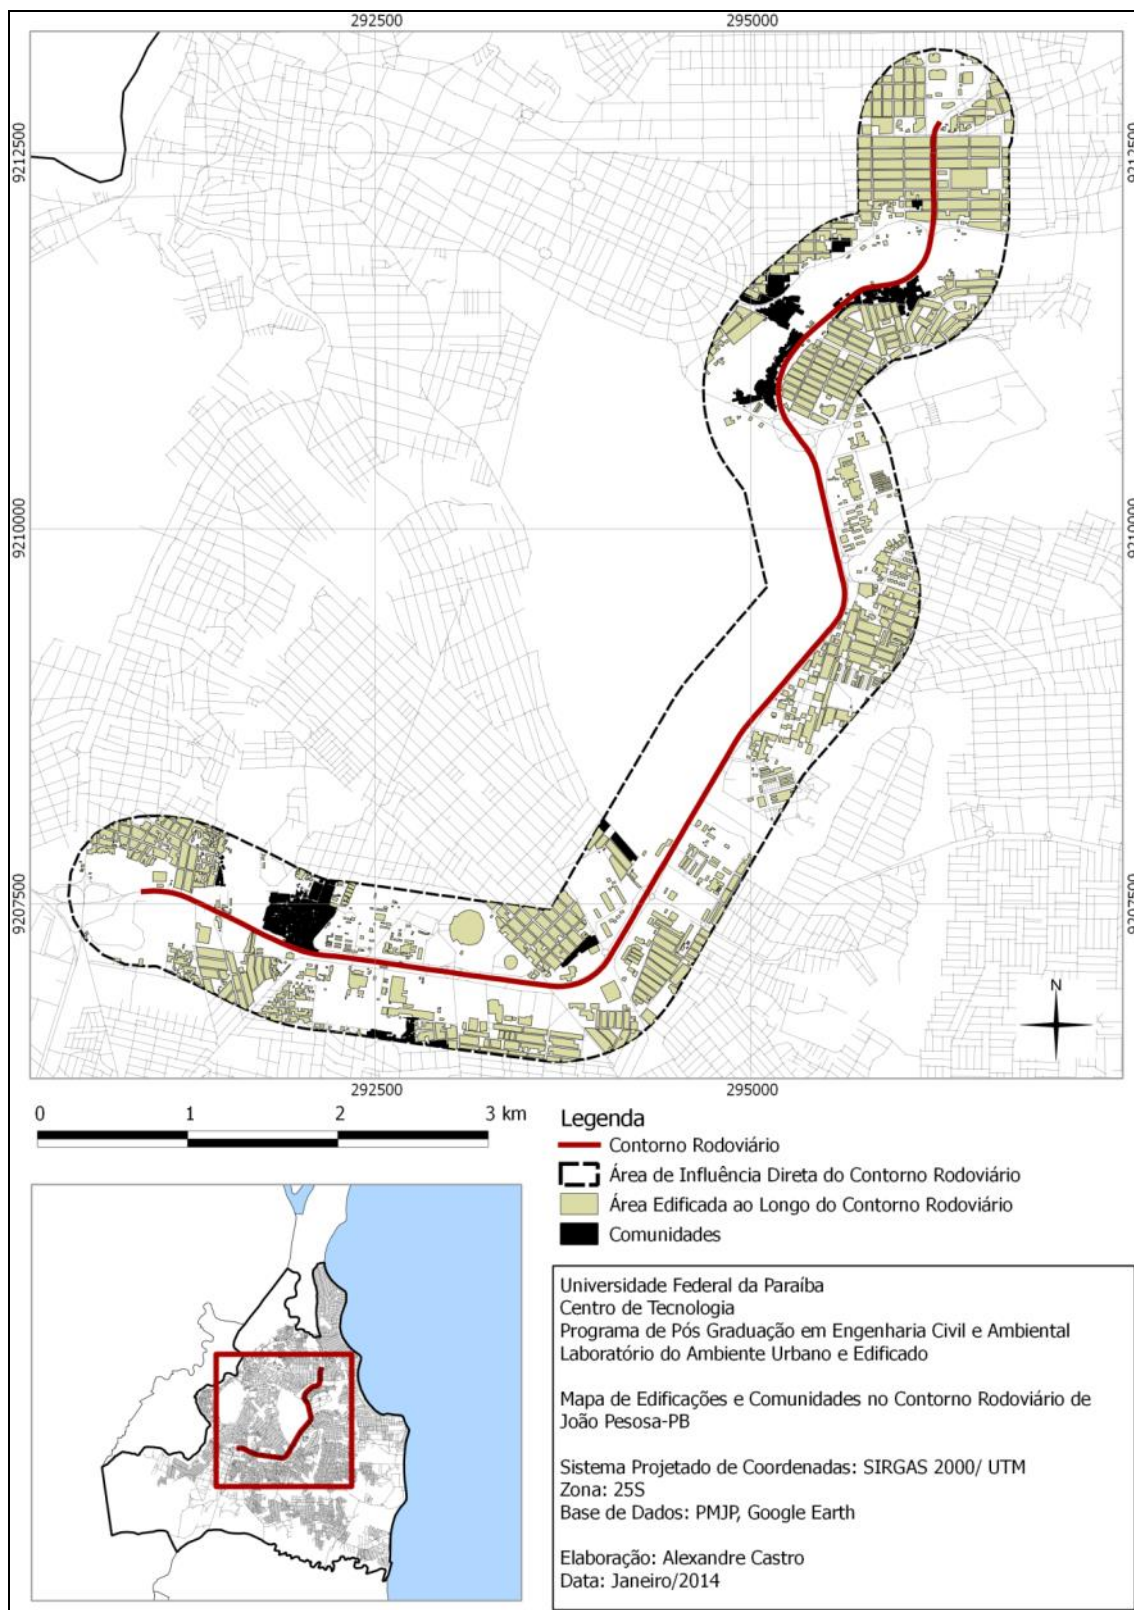 292500
295000
9212500
9212500
9210000
9210000
9207500
9207500
N
292500
295000
0 1 2 3 km
Legenda
Contorno Rodoviário
Área de Influência Direta do Contorno Rodoviário
Área Edificada ao Longo do Contorno Rodoviário
Comunidades
Universidade Federal da Paraíba
Centro de Tecnologia
Programa de Pós Graduação em Engenharia Civil e Ambiental
Laboratório do Ambiente Urbano e Edificado
Mapa de Edificações e Comunidades no Contorno Rodoviário de
João Pesosa-PB
Sistema Projetado de Coordenadas: SIRGAS 2000/ UTM
Zona: 25S
Base de Dados: PMJP, Google Earth
Elaboração: Alexandre Castro
Data: Janeiro/2014